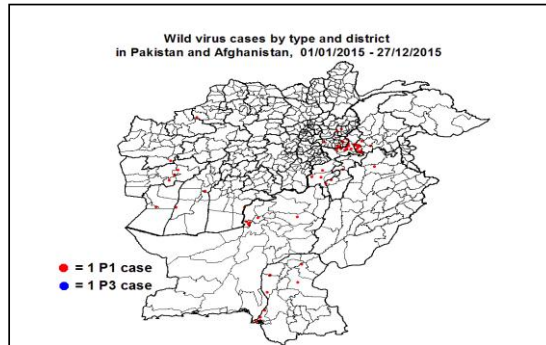 Wild virus cases by type and district
in Pakistan and Afghanistan, 01/01/2015 - 27/12/2015
= 1 P1 case
= 1 P3 case